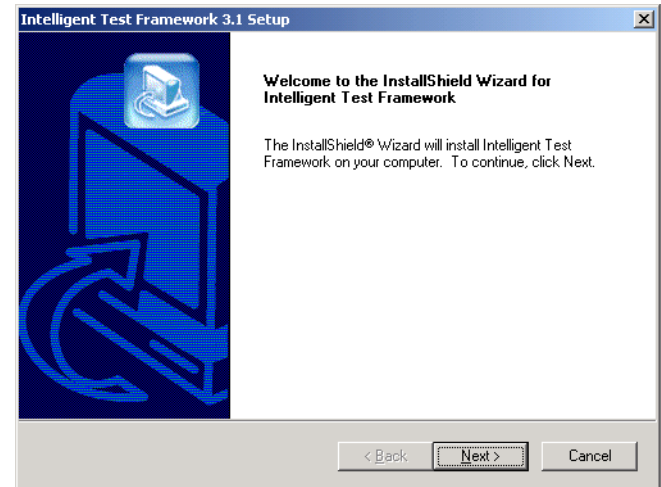 Intelligent Test Framework 3.1 Setup
Welcome to the InstallShield Wizard for
Intelligent Test Framework
The InstallShield® Wizard will install Intelligent Test
Framework on your computer. To continue, click Next.
< Back
Next >
Cancel